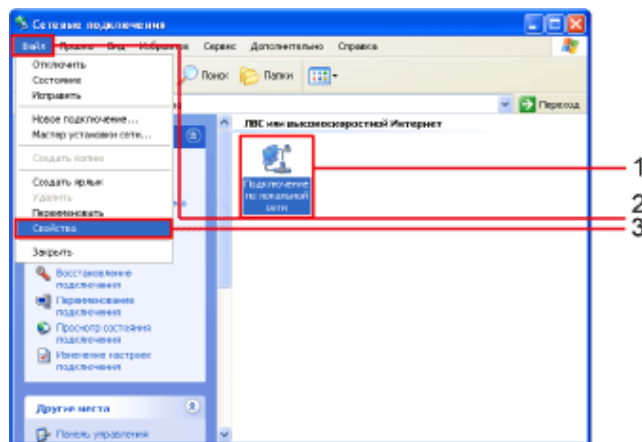 Сетевые подключения
Файл Правка Вид Избранное Сервис Дополнительно Справка
Отключить
Состояние
Исправить
Новое подключение...
Мастер установки сети...
Создать копию
Создать ярлык
Удалить
Переименовать
Свойства
Закрыть
Поиск Папки
Переход
ЛВС или высокоскоростной Интернет
Подключение
по локальной
сети
1
2
3
Восстановление
подключения
Переименование
подключения
Просмотр состояния
подключения
Изменение настроек
подключения
Другие места
Панель управления